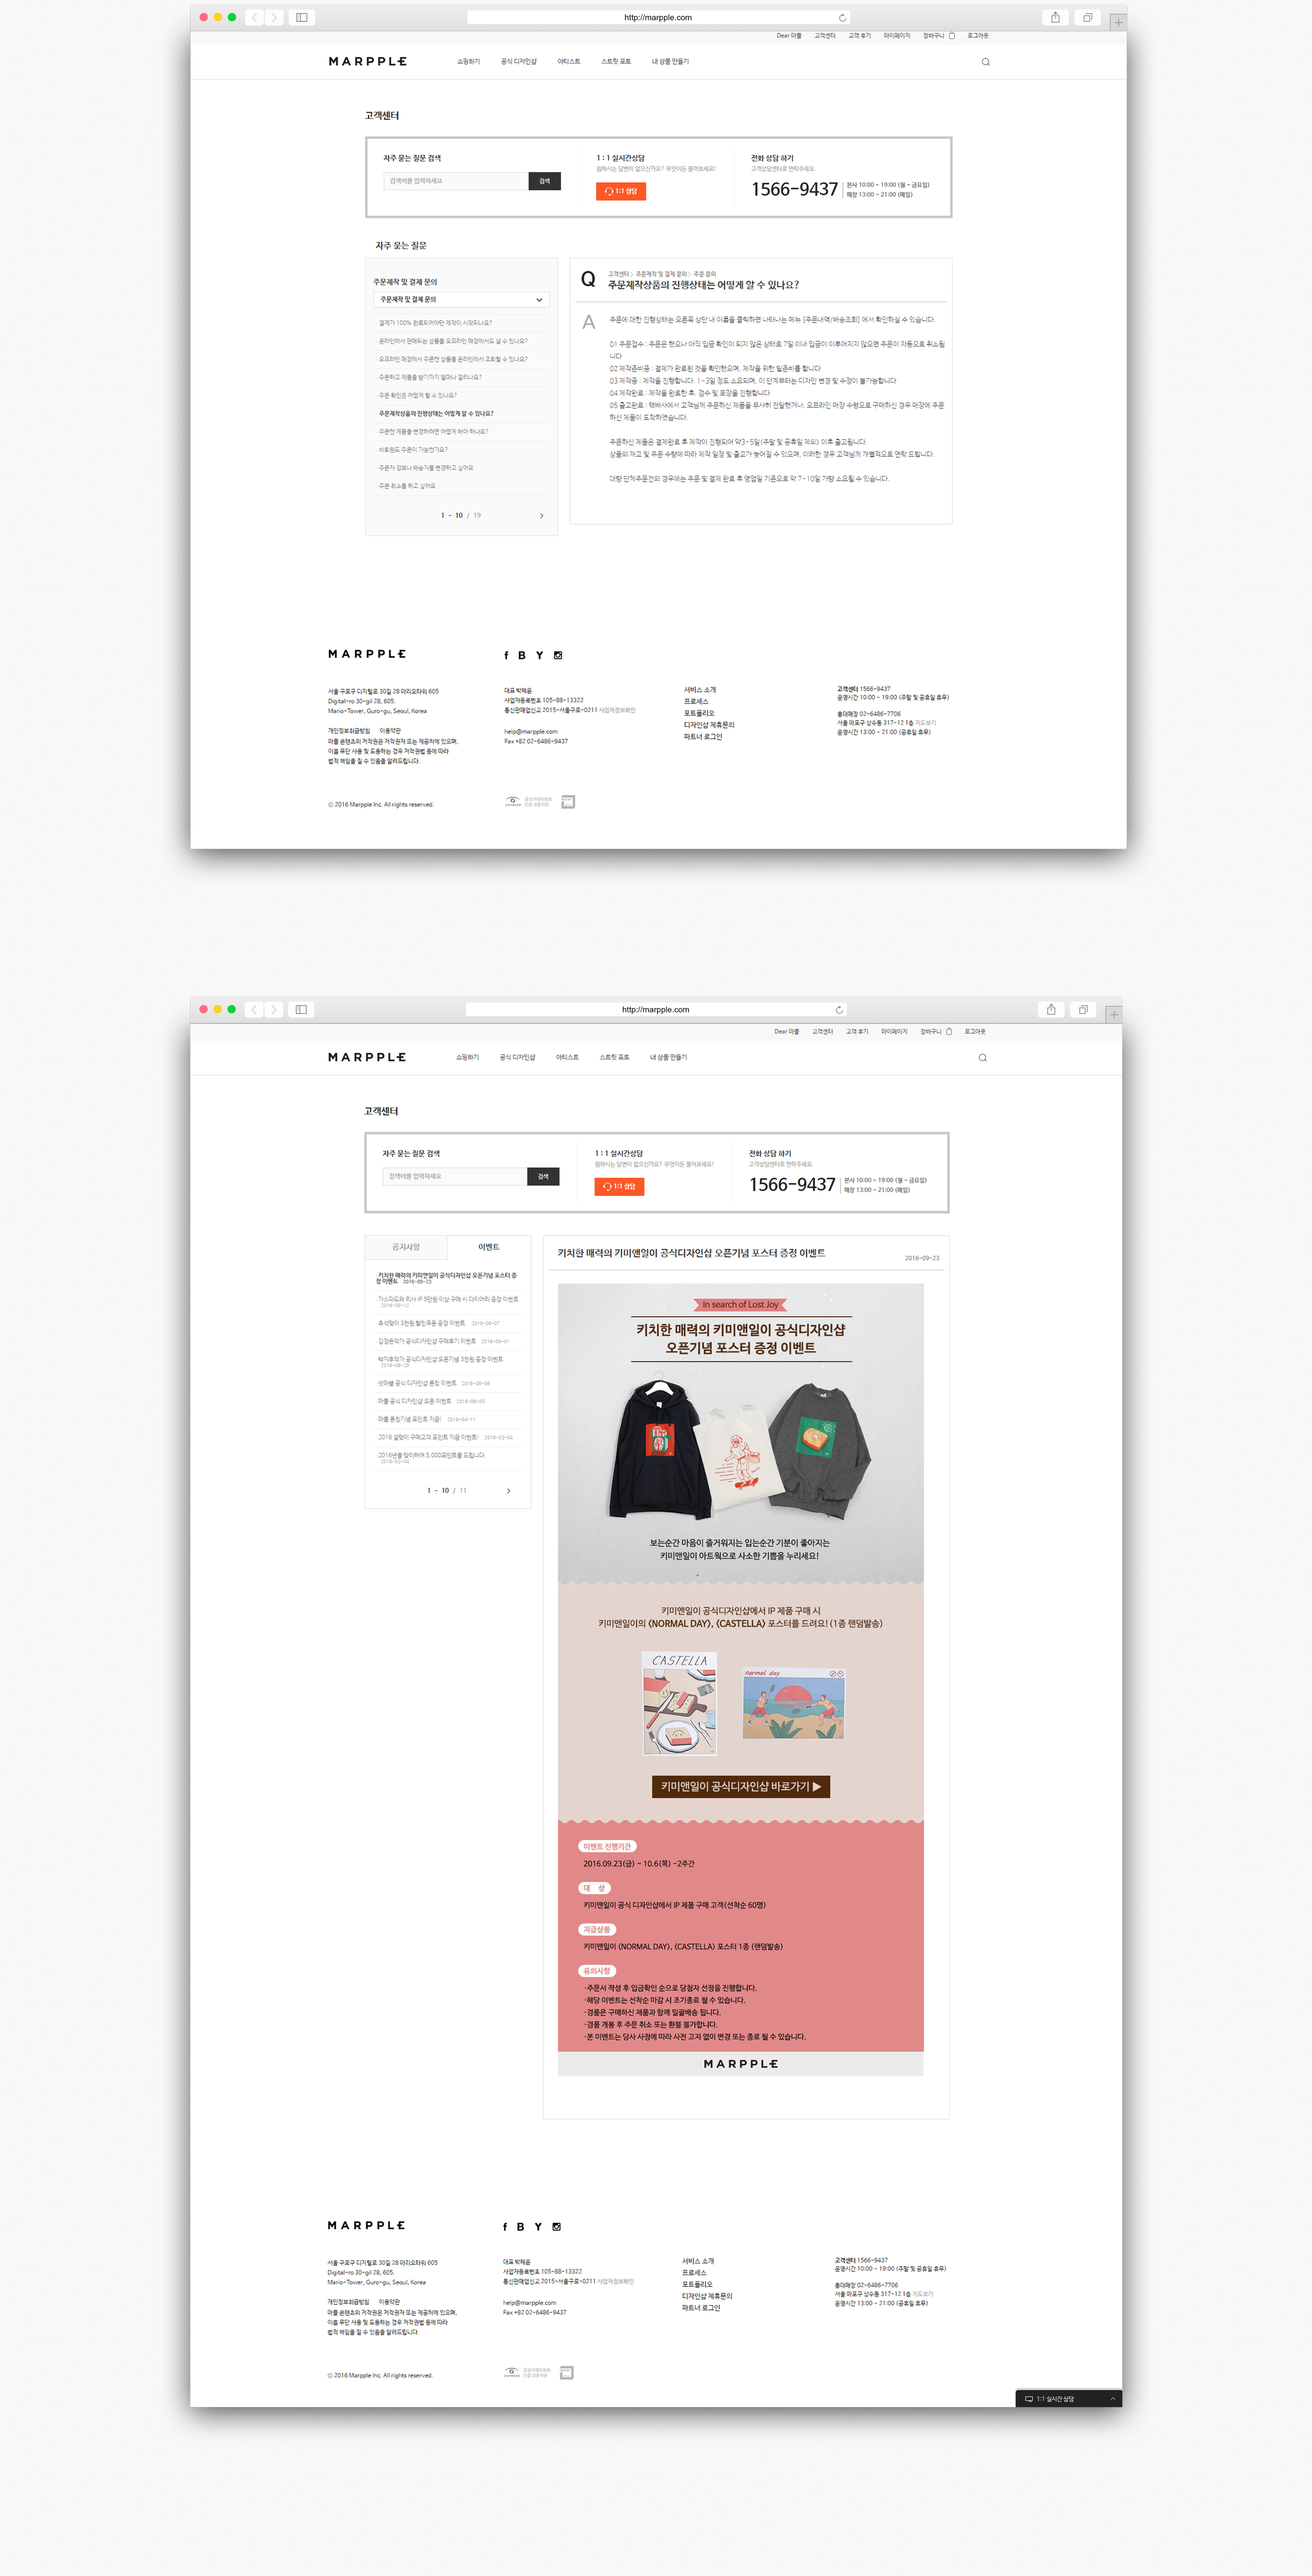 http://marpple.com
Dear 마플 고객센터 고객 후기 마이페이지 장바구니 로그아웃
MARPPLE 쇼핑하기 공식 디자인샵 아티스트 스트릿 포토 내 상품 만들기
고객센터
자주 묻는 질문 검색
검색어를 입력하세요 검색
1 : 1 실시간상담
원하시는 답변이 없으신가요? 무엇이든 물어보세요!
1:1 상담
전화 상담 하기
고객상담센터로 연락주세요.
1566-9437
본사 10:00 ~ 19:00 (월 ~ 금요일)
매장 13:00 ~ 21:00 (매일)
자주 묻는 질문
주문제작 및 결제 문의
주문제작 및 결제 문의
결제가 100% 완료되어야만 제작이 시작되나요?
온라인에서 판매되는 상품을 오프라인 매장에서도 살 수 있나요?
오프라인 매장에서 주문한 상품을 온라인에서 조회할 수 있나요?
주문하고 제품을 받기까지 얼마나 걸리나요?
주문 확인은 어떻게 할 수 있나요?
주문제작상품의 진행상태는 어떻게 알 수 있나요?
주문한 제품을 변경하려면 어떻게 해야 하나요?
비회원도 주문이 가능한가요?
주문자 정보나 배송지를 변경하고 싶어요
주문 취소를 하고 싶어요
1 - 10 / 19
Q
고객센터 > 주문제작 및 결제 문의 > 주문 문의
주문제작상품의 진행상태는 어떻게 알 수 있나요?
A
주문에 대한 진행상태는 오른쪽 상단 내 이름을 클릭하면 나타나는 메뉴 [주문내역/배송조회] 에서 확인하실 수 있습니다.
01 주문접수 : 주문은 했으나 아직 입금 확인이 되지 않은 상태로 7일 이내 입금이 이루어지지 않으면 주문이 자동으로 취소됩
니다
02 제작준비중 : 결제가 완료된 것을 확인했으며, 제작을 위한 밑준비를 합니다
03 제작중 : 제작을 진행합니다. 1~3일 정도 소요되며, 이 단계부터는 디자인 변경 및 수정이 불가능합니다
04 제작완료 : 제작을 완료한 후, 검수 및 포장을 진행합니다
05 출고완료 : 택배사에서 고객님께 주문하신 제품을 무사히 전달했거나, 오프라인 매장 수령으로 구매하신 경우 매장에 주문
하신 제품이 도착하였습니다.
주문하신 제품은 결제완료 후 제작이 진행되어 약3~5일(주말 및 공휴일 제외) 이후 출고됩니다.
상품의 재고 및 주문 수량에 따라 제작 일정 및 출고가 늦어질 수 있으며, 이러한 경우 고객님께 개별적으로 연락 드립니다.
대량 단체주문건의 경우에는 주문 및 결제 완료 후 영업일 기준으로 약 7~10일 가량 소요될 수 있습니다.
MARPPLE
f B Y
서울 구로구 디지털로 30길 28 마리오타워 605
Digital-ro 30-gil 28, 605.
Mario-Tower, Guro-gu, Seoul, Korea
개인정보취급방침 이용약관
마플 콘텐츠의 저작권은 저작권자 또는 제공처에 있으며,
이를 무단 사용 및 도용하는 경우 저작권법 등에 따라
법적 책임을 질 수 있음을 알려드립니다.
© 2016 Marpple Inc. All rights reserved.
대표 박혜윤
사업자등록번호 105-88-13322
통신판매업신고 2015-서울구로-0211 사업자정보확인
help@marpple.com
Fax +82 02-6486-9437
서비스 소개
프로세스
포트폴리오
디자인샵 제휴문의
파트너 로그인
고객센터 1566-9437
운영시간 10:00 ~ 19:00 (주말 및 공휴일 휴무)
홍대매장 02-6486-7706
서울 마포구 상수동 317-12 1층 지도보기
운영시간 13:00 ~ 21:00 (공휴일 휴무)
http://marpple.com
Dear 마플 고객센터 고객 후기 마이페이지 장바구니 로그아웃
MARPPLE 쇼핑하기 공식 디자인샵 아티스트 스트릿 포토 내 상품 만들기
고객센터
자주 묻는 질문 검색
검색어를 입력하세요 검색
1 : 1 실시간상담
원하시는 답변이 없으신가요? 무엇이든 물어보세요!
1:1 상담
전화 상담 하기
고객상담센터로 연락주세요.
1566-9437
본사 10:00 ~ 19:00 (월 ~ 금요일)
매장 13:00 ~ 21:00 (매일)
공지사항 이벤트
키치한 매력의 키미앤일이 공식디자인샵 오픈기념 포스터 증
정 이벤트 2016-09-23
가스파드와 리사 IP 5만원 이상 구매 시 다이어리 증정 이벤트
2016-09-12
추석맞이 3천원 할인쿠폰 증정 이벤트 2016-09-07
김정은작가 공식디자인샵 구매후기 이벤트 2016-09-01
박지후작가 공식디자인샵 오픈기념 3천원 증정 이벤트
2016-08-29
넷마블 공식 디자인샵 론칭 이벤트 2016-08-08
마플 공식 디자인샵 오픈 이벤트 2016-08-05
마플 론칭기념 포인트 지급! 2016-04-11
2016 설맞이 구매고객 포인트 지급 이벤트! 2016-02-04
2016년을 맞이하여 5,000포인트를 드립니다.
1 - 10 / 11
키치한 매력의 키미앤일이 공식디자인샵 오픈기념 포스터 증정 이벤트
2016-09-23
In search of Lost Joy
키치한 매력의 키미앤일이 공식디자인샵
오픈기념 포스터 증정 이벤트
보는순간 마음이 즐거워지는 입는순간 기분이 좋아지는
키미앤일이 아트웍으로 사소한 기쁨을 누리세요!
키미앤일이 공식디자인샵에서 IP 제품 구매 시
키미앤일이의 <NORMAL DAY>, <CASTELLA> 포스터를 드려요! (1종 랜덤발송)
CASTELLA
normal day
키미앤일이 공식디자인샵 바로가기 ▶
이벤트 진행기간
2016.09.23(금) ~ 10.6(목) -2주간
대 상
키미앤일이 공식 디자인샵에서 IP 제품 구매 고객(선착순 60명)
지급상품
키미앤일이 <NORMAL DAY>, <CASTELLA> 포스터 1종 (랜덤발송)
유의사항
·주문서 작성 후 입금확인 순으로 당첨자 선정을 진행합니다.
·해당 이벤트는 선착순 마감 시 조기종료 될 수 있습니다.
·경품은 구매하신 제품과 함께 일괄배송 됩니다.
·경품 개봉 후 주문 취소 또는 환불 불가합니다.
·본 이벤트는 당사 사정에 따라 사전 고지 없이 변경 또는 종료 될 수 있습니다.
MARPPLE
MARPPLE
f B Y
서울 구로구 디지털로 30길 28 마리오타워 605
Digital-ro 30-gil 28, 605.
Mario-Tower, Guro-gu, Seoul, Korea
개인정보취급방침 이용약관
마플 콘텐츠의 저작권은 저작권자 또는 제공처에 있으며,
이를 무단 사용 및 도용하는 경우 저작권법 등에 따라
법적 책임을 질 수 있음을 알려드립니다.
© 2016 Marpple Inc. All rights reserved.
대표 박혜윤
사업자등록번호 105-88-13322
통신판매업신고 2015-서울구로-0211 사업자정보확인
help@marpple.com
Fax +82 02-6486-9437
서비스 소개
프로세스
포트폴리오
디자인샵 제휴문의
파트너 로그인
고객센터 1566-9437
운영시간 10:00 ~ 19:00 (주말 및 공휴일 휴무)
홍대매장 02-6486-7706
서울 마포구 상수동 317-12 1층 지도보기
운영시간 13:00 ~ 21:00 (공휴일 휴무)
1:1 실시간 상담